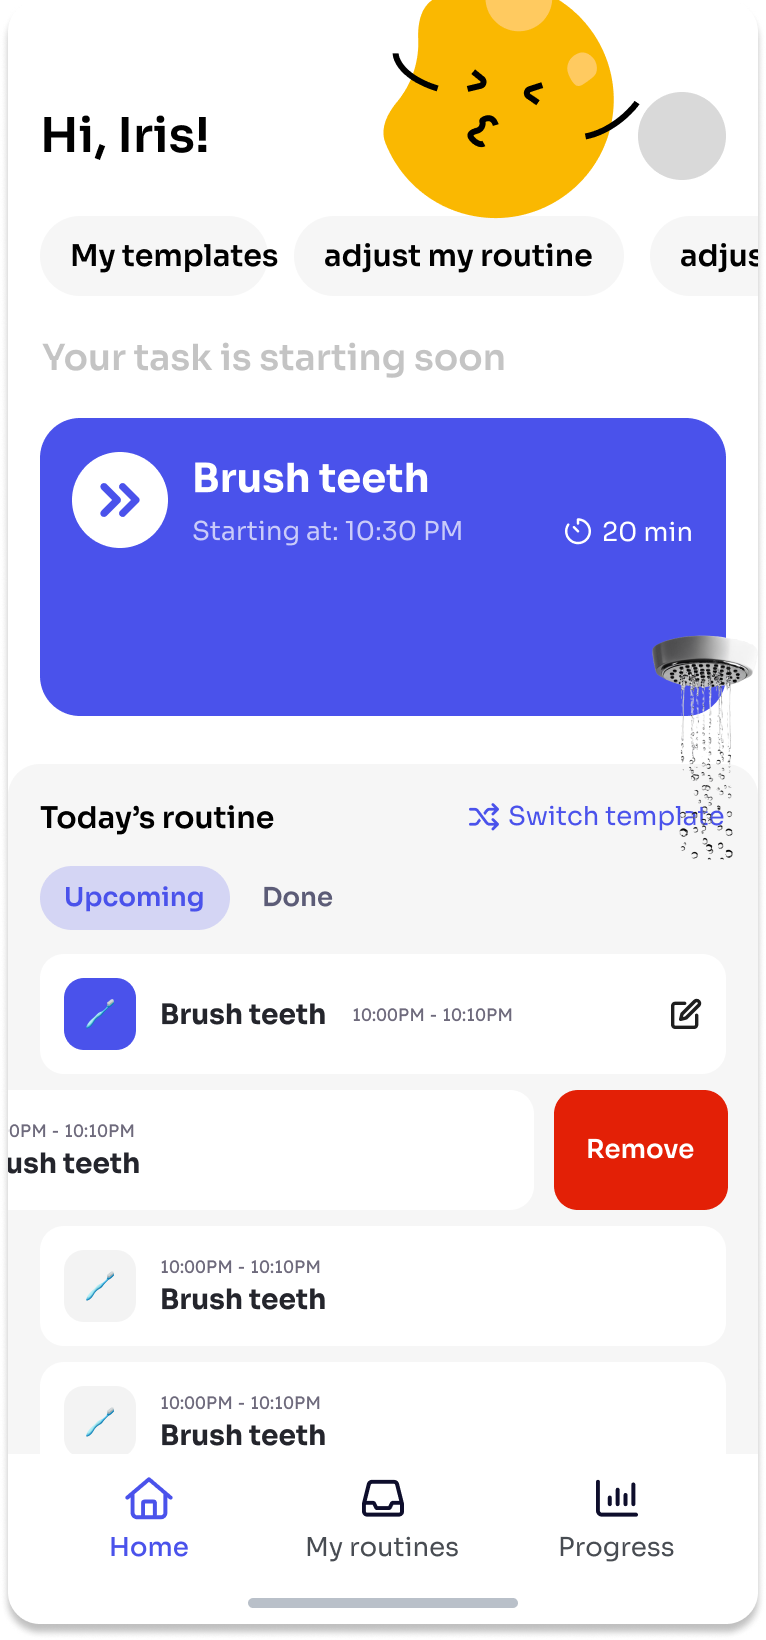 Hi, Iris!
My templates
adjust my routine
adjus
Your task is starting soon
Brush teeth
Starting at: 10:30 PM
20 min
Today’s routine
Switch template
Upcoming
Done
Brush teeth
10:00PM - 10:10PM
0PM - 10:10PM
ush teeth
Remove
10:00PM - 10:10PM
Brush teeth
10:00PM - 10:10PM
Brush teeth
Home
My routines
Progress